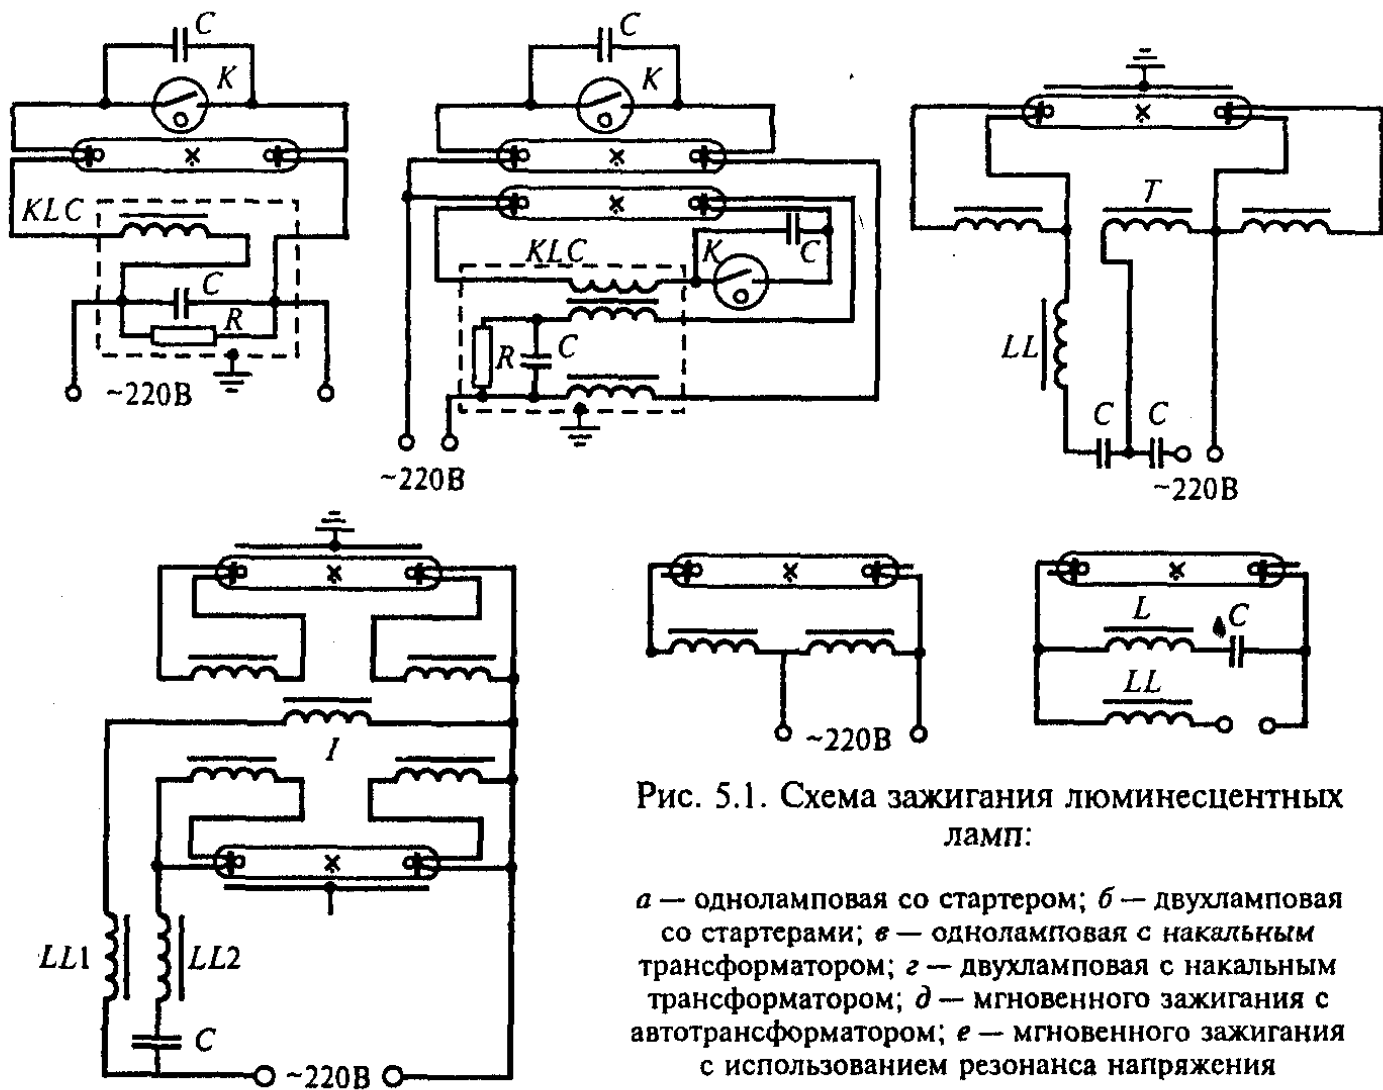 C
K
KLC
C
R
~220В
C
K
C
K
KLC
R
C
~220В
T
LL
C
C
~220В
I
LL1
LL2
C
~220В
~220В
L
C
LL
Рис. 5.1. Схема зажигания люминесцентных
ламп:
а — одноламповая со стартером; б — двухламповая
со стартерами; в — одноламповая с накальным
трансформатором; г — двухламповая с накальным
трансформатором; д — мгновенного зажигания с
автотрансформатором; е — мгновенного зажигания
с использованием резонанса напряжения